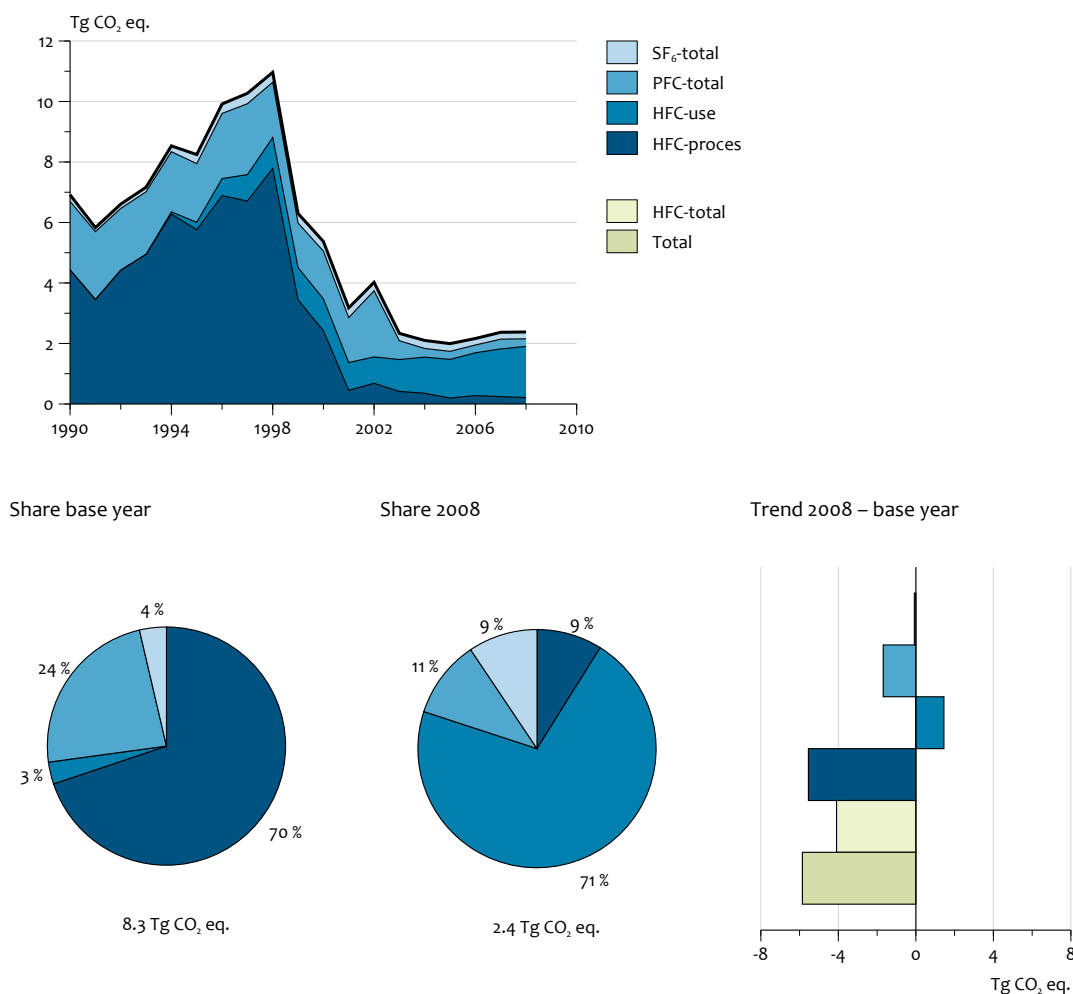 Tg CO₂ eq.
12
10
8
6
4
2
0
1990 1994 1998 2002 2006 2010
SF₆-total
PFC-total
HFC-use
HFC-proces
HFC-total
Total
Share base year
Share 2008
Trend 2008 – base year
4 %
24 %
3 %
70 %
8.3 Tg CO₂ eq.
9 %
9 %
11 %
71 %
2.4 Tg CO₂ eq.
-8 -4 0 4 8
Tg CO₂ eq.